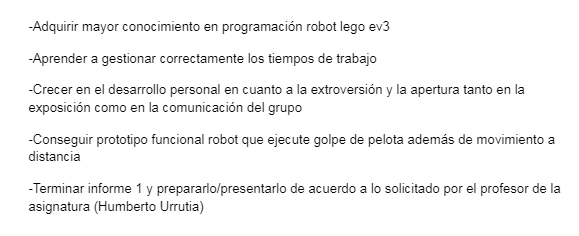 -Adquirir mayor conocimiento en programación robot lego ev3
-Aprender a gestionar correctamente los tiempos de trabajo
-Crecer en el desarrollo personal en cuanto a la extroversión y la apertura tanto en la
exposición como en la comunicación del grupo
-Conseguir prototipo funcional robot que ejecute golpe de pelota además de movimiento a
distancia
-Terminar informe 1 y prepararlo/presentarlo de acuerdo a lo solicitado por el profesor de la
asignatura (Humberto Urrutia)